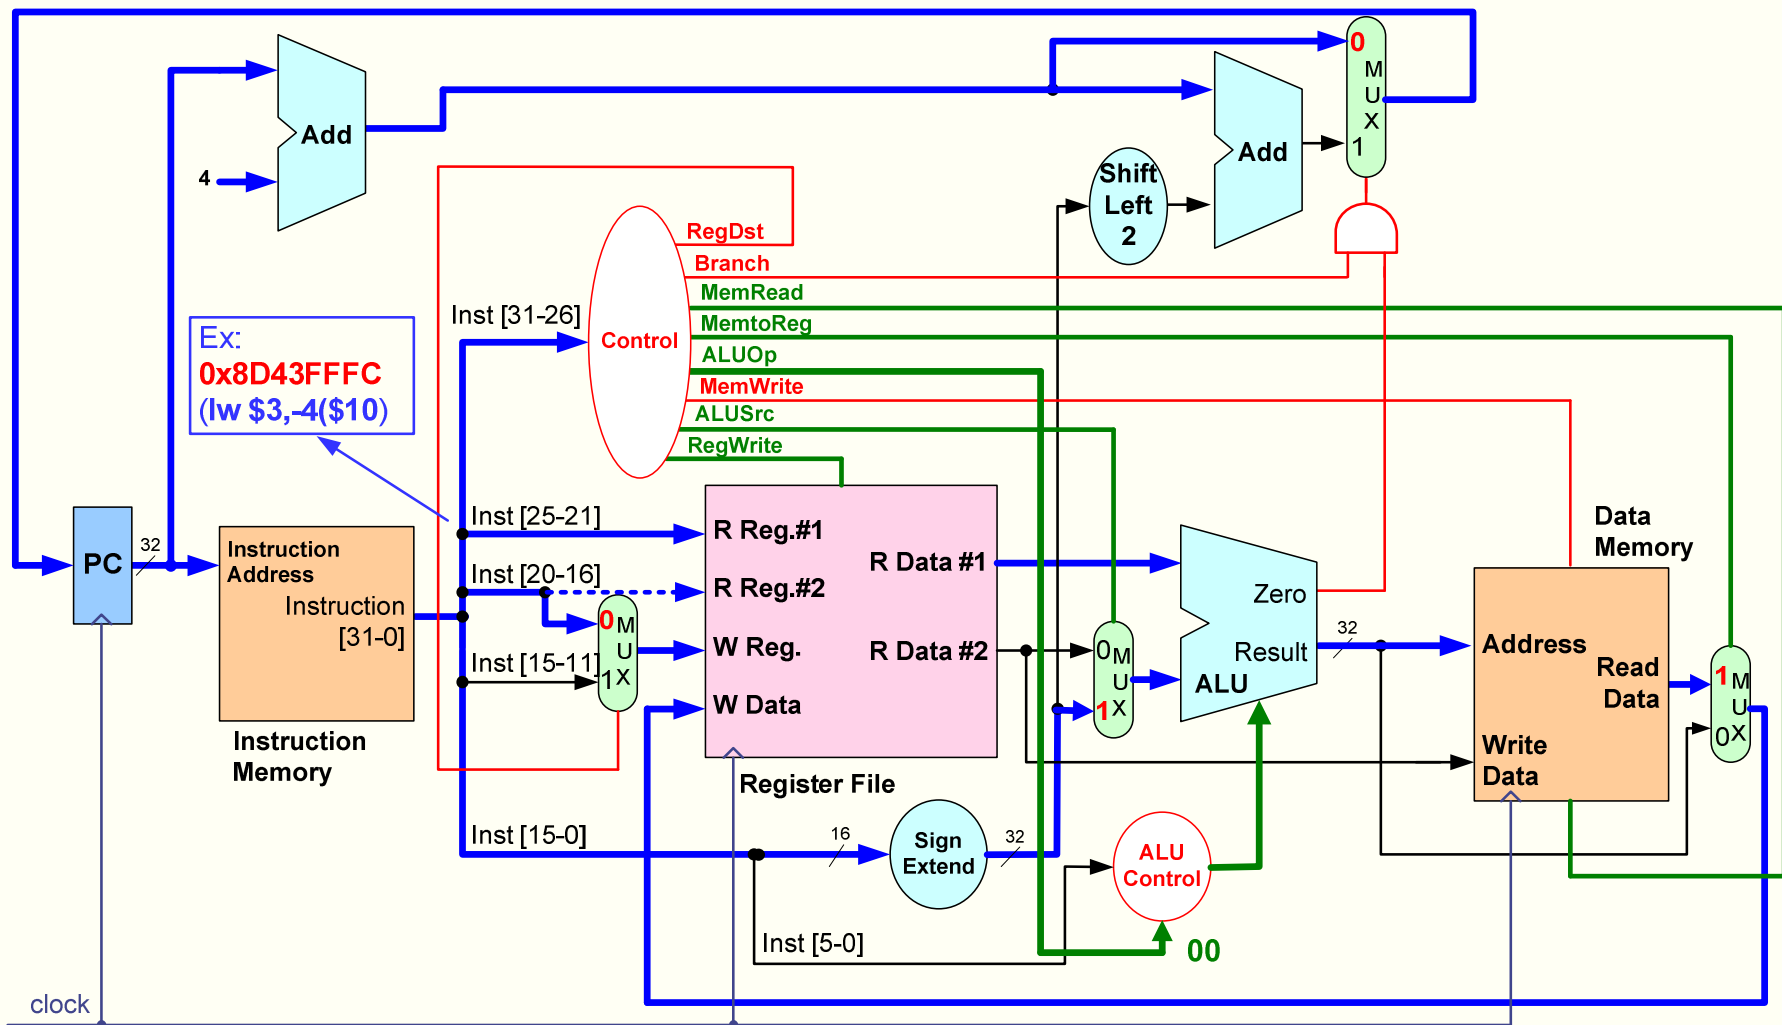 0
M
U
X
1
Add
4
Add
Shift
Left
2
RegDst
Branch
MemRead
MemtoReg
ALUOp
MemWrite
ALUSrc
RegWrite
Inst [31-26]
Control
Ex:
0x8D43FFFC
(lw $3,-4($10)
PC
32
Instruction
Address
Instruction
[31-0]
Instruction
Memory
Inst [25-21]
Inst [20-16]
Inst [15-11]
Inst [15-0]
0
M
U
1
X
R Reg.#1
R Reg.#2
W Reg.
W Data
R Data #1
R Data #2
Register File
0
M
U
1
X
Zero
Result
ALU
32
Data
Memory
Address
Read
Data
Write
Data
1
M
U
0
X
16
Sign
Extend
32
ALU
Control
Inst [5-0]
00
clock